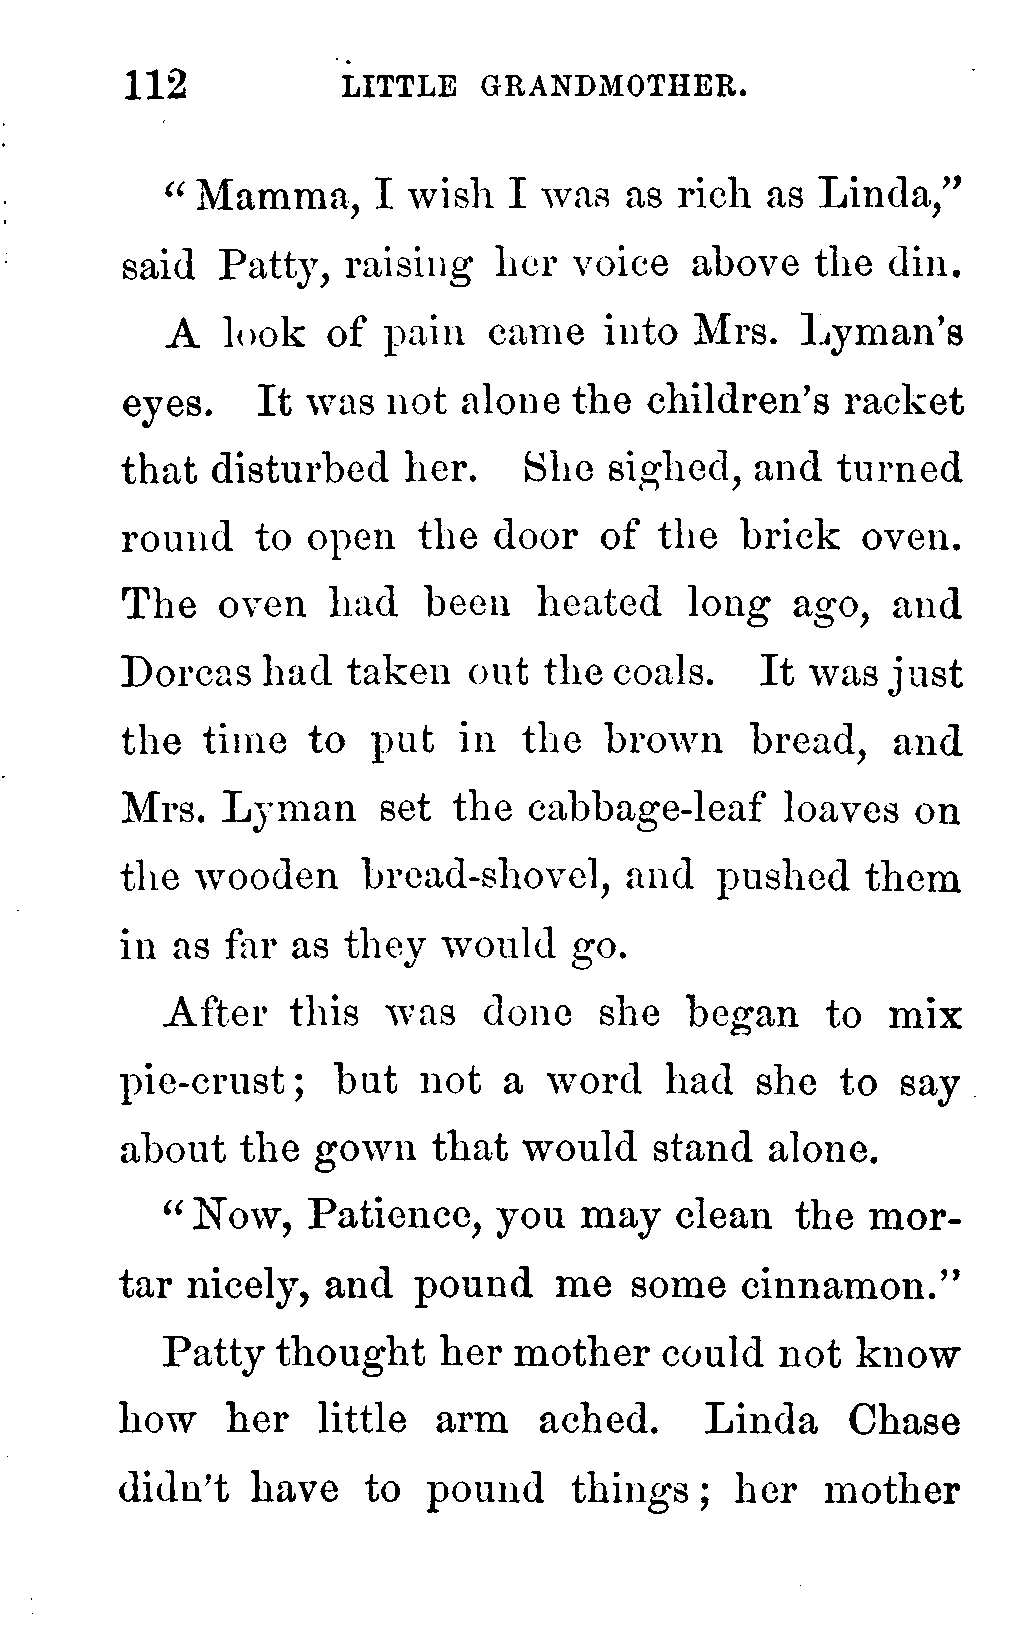 112 LITTLE GRANDMOTHER.
“Mamma, I wish I was as rich as Linda,”
said Patty, raising her voice above the din.
A look of pain came into Mrs. Lyman’s
eyes. It was not alone the children’s racket
that disturbed her. She sighed, and turned
round to open the door of the brick oven.
The oven had been heated long ago, and
Dorcas had taken out the coals. It was just
the time to put in the brown bread, and
Mrs. Lyman set the cabbage-leaf loaves on
the wooden bread-shovel, and pushed them
in as far as they would go.
After this was done she began to mix
pie-crust; but not a word had she to say
about the gown that would stand alone.
“Now, Patience, you may clean the mor-
tar nicely, and pound me some cinnamon.”
Patty thought her mother could not know
how her little arm ached. Linda Chase
didn’t have to pound things; her mother